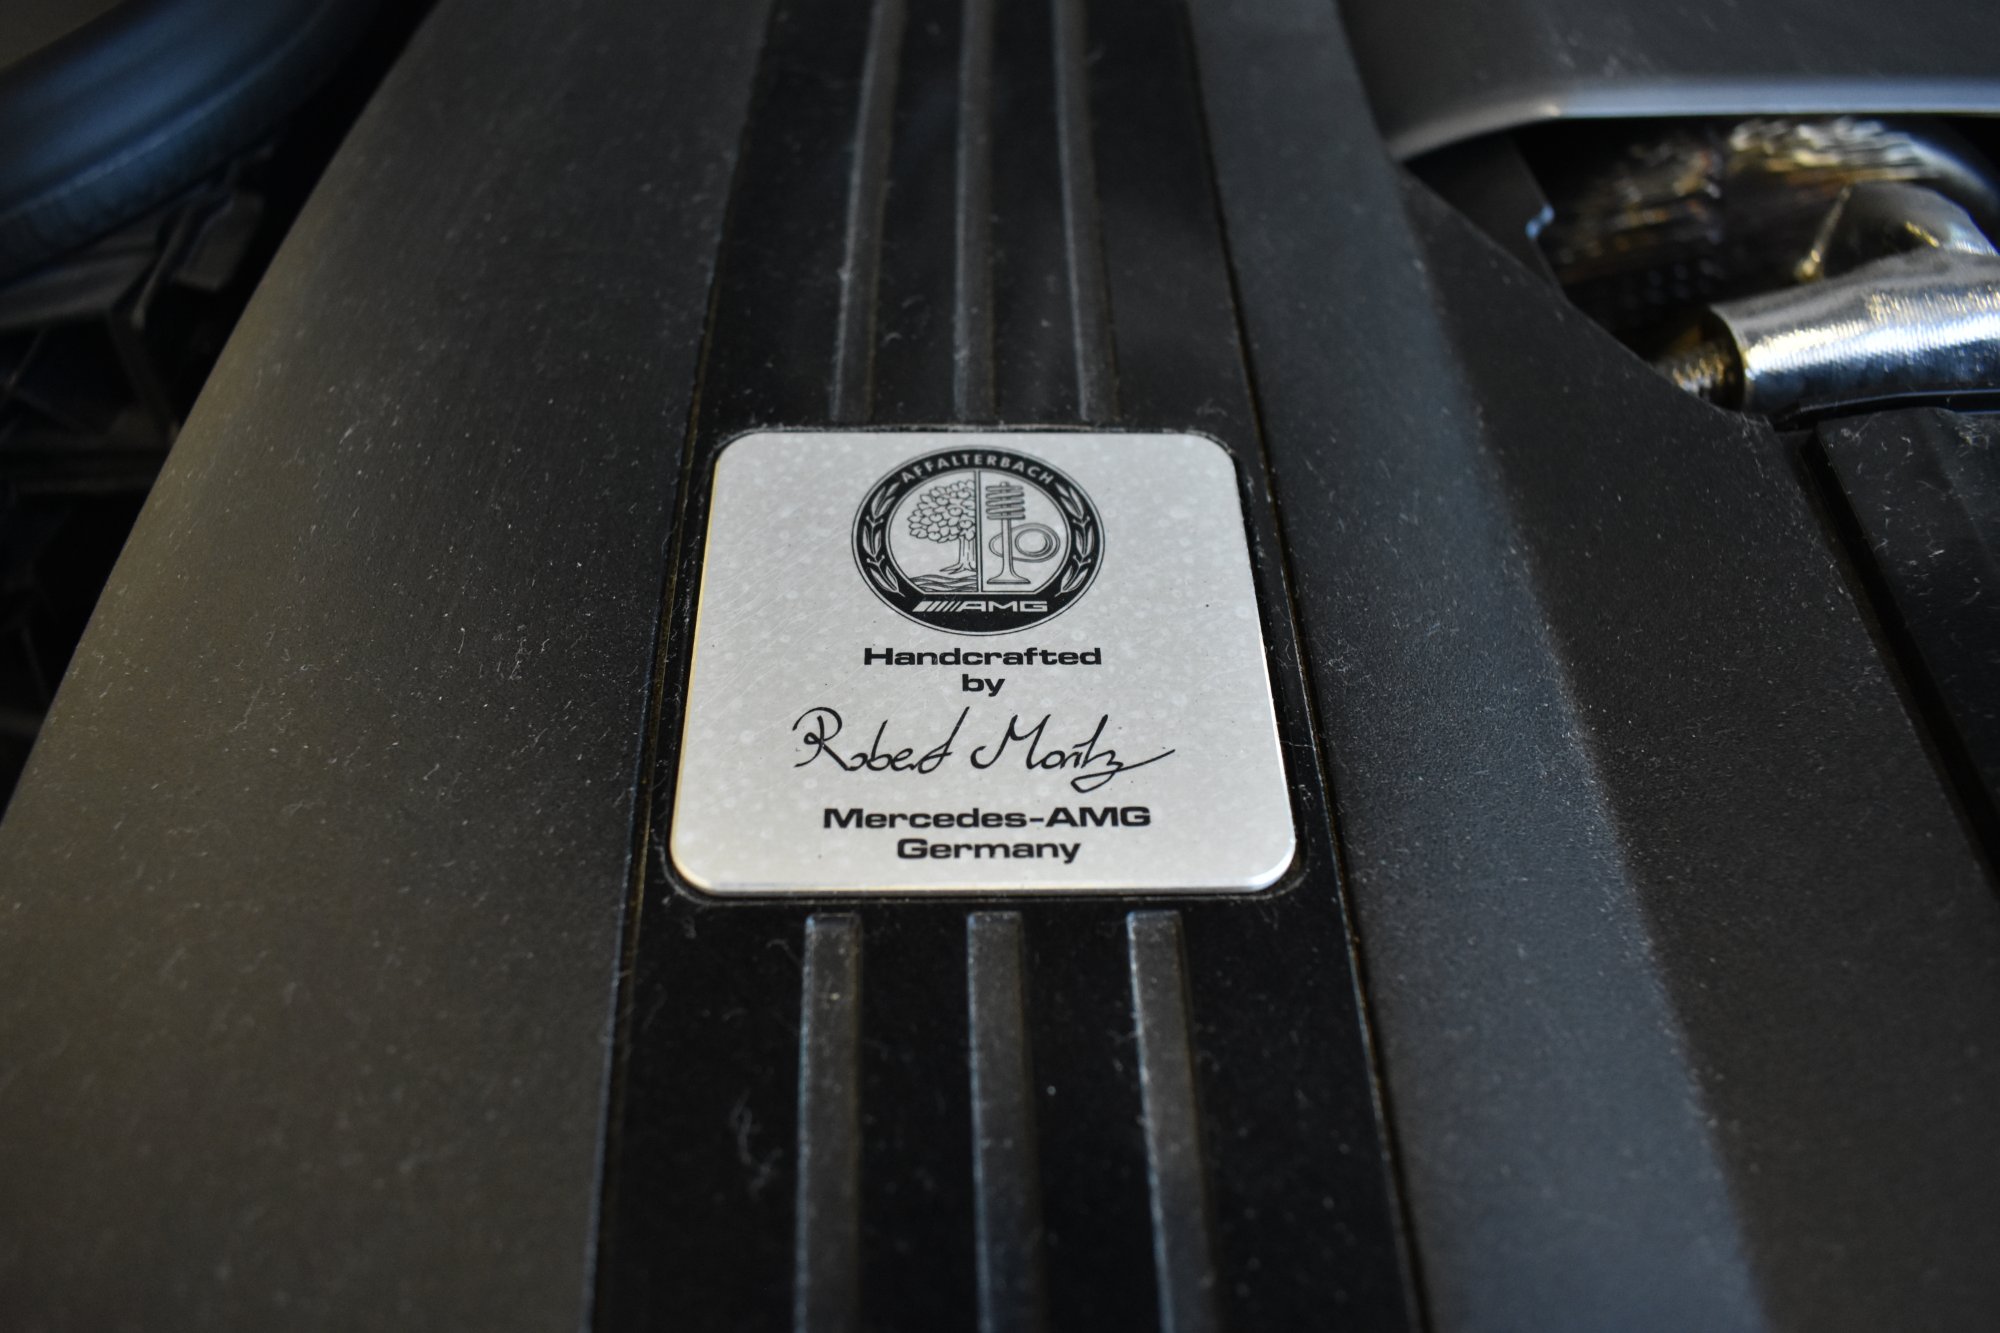 AFFALTERBACH
AMG
Handcrafted
by
Robert Moritz
Mercedes-AMG
Germany